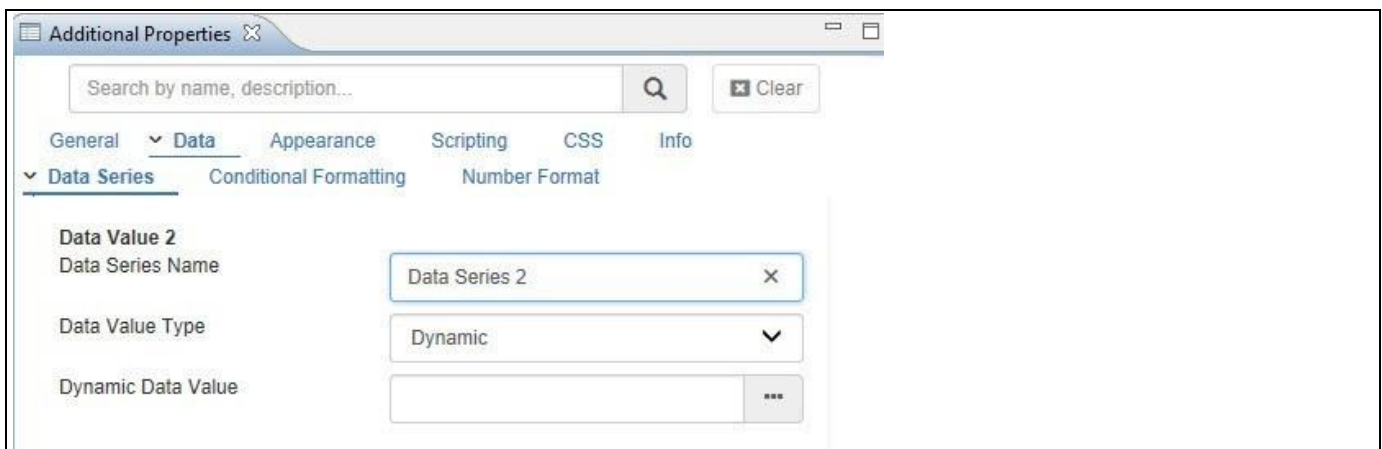 Additional Properties
Search by name, description...
Clear
General Data Appearance Scripting CSS Info
Data Series Conditional Formatting Number Format
Data Value 2
Data Series Name
Data Series 2
Data Value Type
Dynamic
Dynamic Data Value